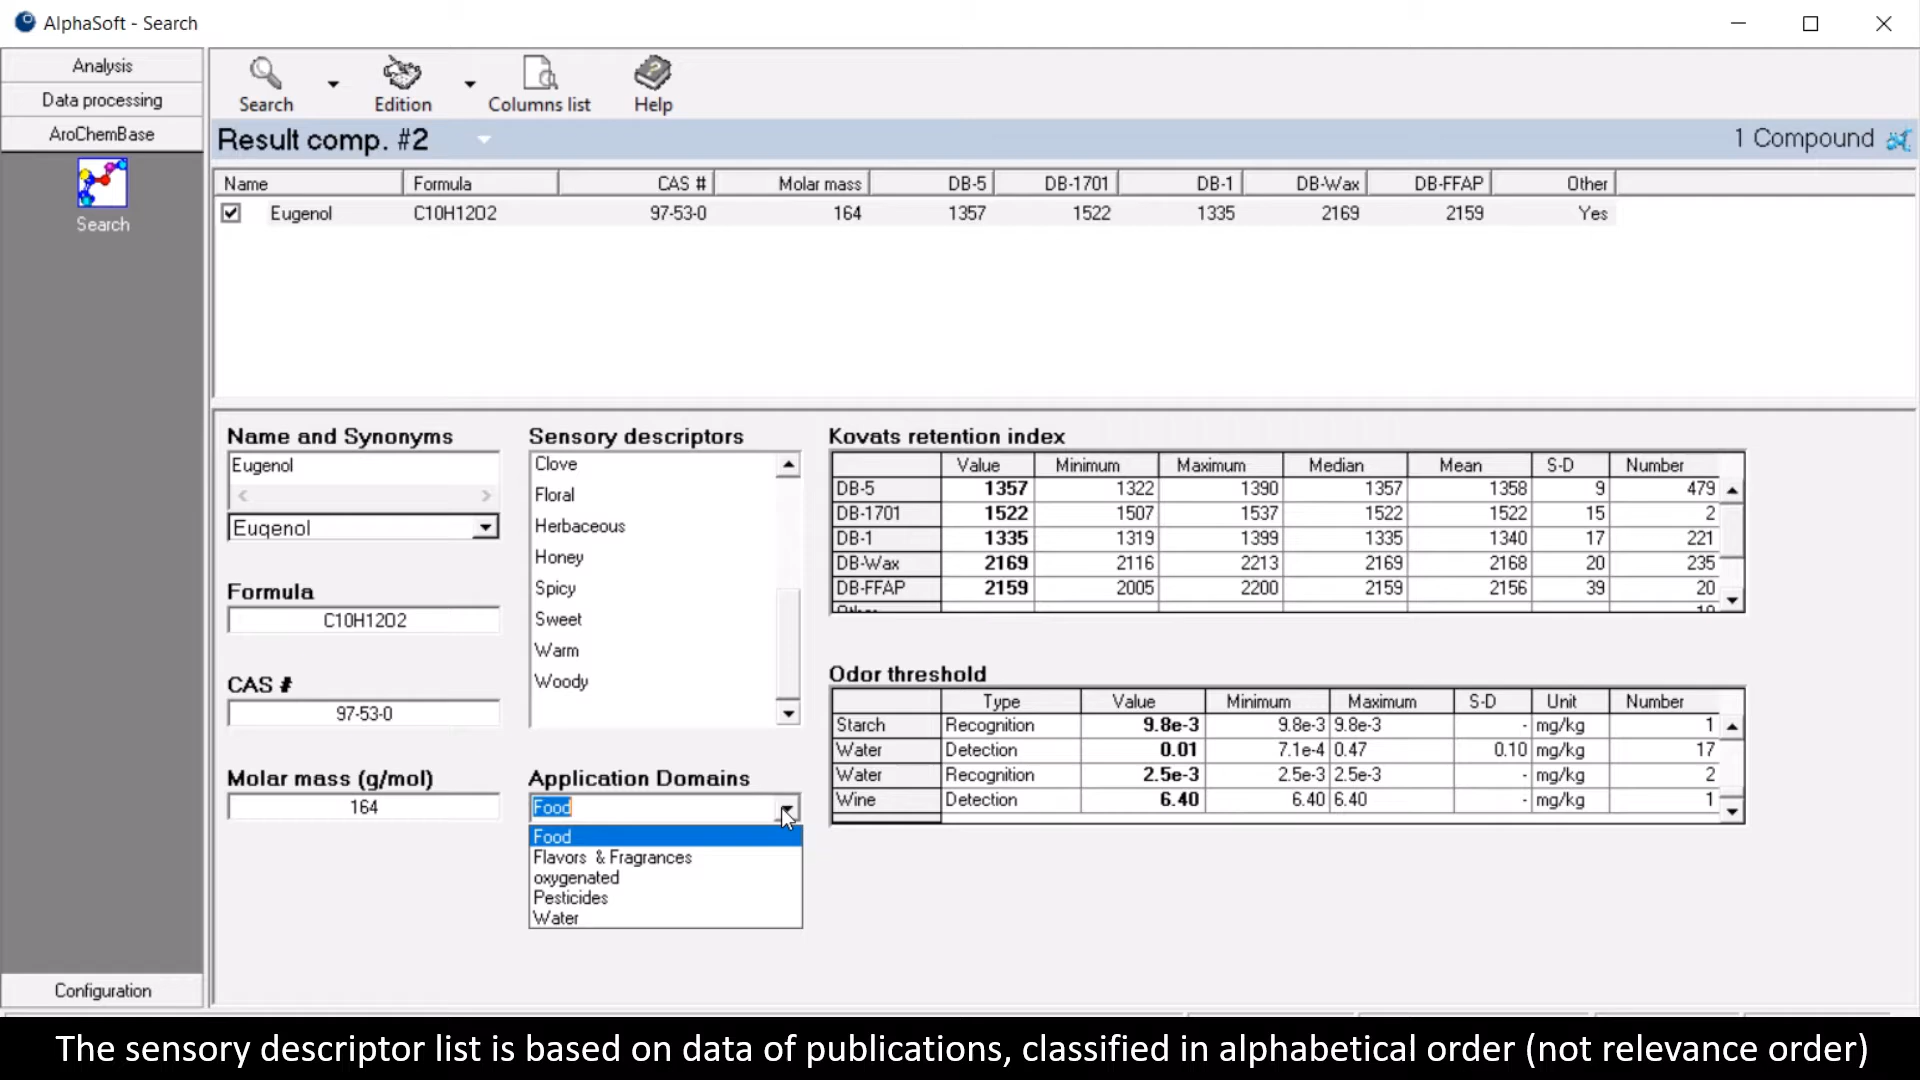 AlphaSoft - Search
Analysis
Data processing
AroChemBase
Search
Configuration
Search
Edition
Columns list
Help
Result comp. #2
1 Compound
Name Formula CAS # Molar mass DB-5 DB-1701 DB-1 DB-Wax DB-FFAP Other
Eugenol C10H12O2 97-53-0 164 1357 1522 1335 2169 2159 Yes
Name and Synonyms
Eugenol
Eugenol
Formula
C10H12O2
CAS #
97-53-0
Molar mass (g/mol)
164
Sensory descriptors
Clove
Floral
Herbaceous
Honey
Spicy
Sweet
Warm
Woody
Application Domains
Food
Food
Flavors & Fragrances
oxygenated
Pesticides
Water
Kovats retention index
Value Minimum Maximum Median Mean S-D Number
DB-5 1357 1322 1390 1357 1358 9 479
DB-1701 1522 1507 1537 1522 1522 15 2
DB-1 1335 1319 1399 1335 1340 17 221
DB-Wax 2169 2116 2213 2169 2168 20 235
DB-FFAP 2159 2005 2200 2159 2156 39 20
Odor threshold
Type Value Minimum Maximum S-D Unit Number
Starch Recognition 9.8e-3 9.8e-3 9.8e-3 - mg/kg 1
Water Detection 0.01 7.1e-4 0.47 0.10 mg/kg 17
Water Recognition 2.5e-3 2.5e-3 2.5e-3 - mg/kg 2
Wine Detection 6.40 6.40 6.40 - mg/kg 1
The sensory descriptor list is based on data of publications, classified in alphabetical order (not relevance order)